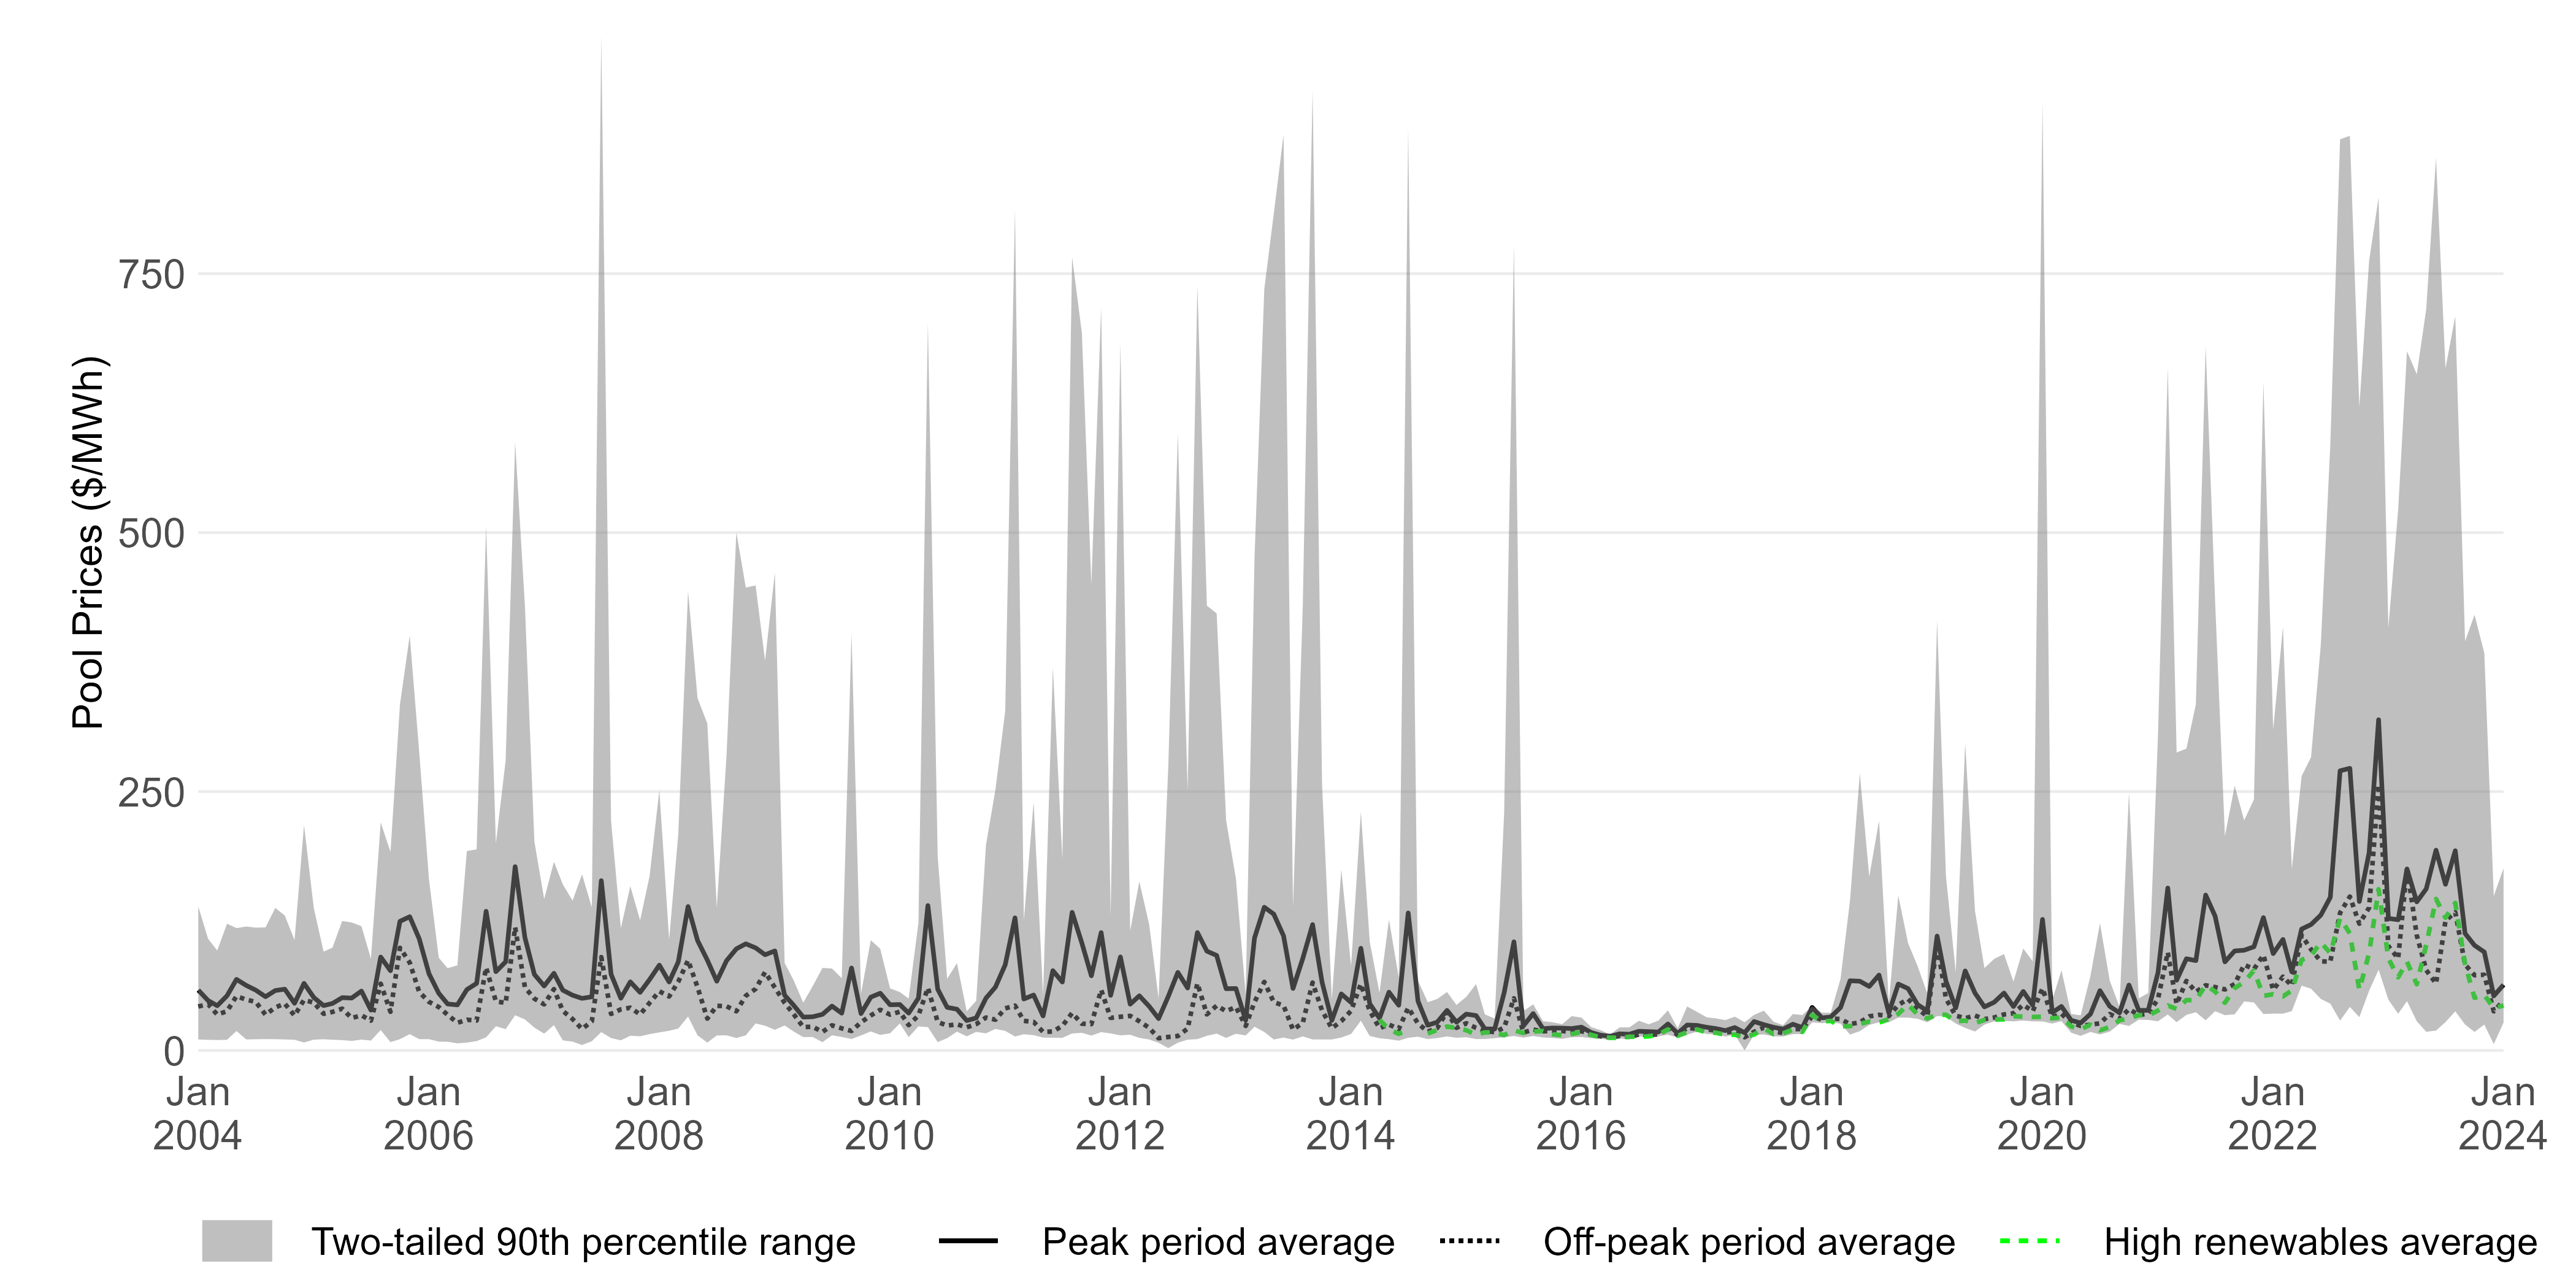 Pool Prices ($/MWh)
750
500
250
0
Jan
2004
Jan
2006
Jan
2008
Jan
2010
Jan
2012
Jan
2014
Jan
2016
Jan
2018
Jan
2020
Jan
2022
Jan
2024
Two-tailed 90th percentile range
Peak period average
Off-peak period average
High renewables average